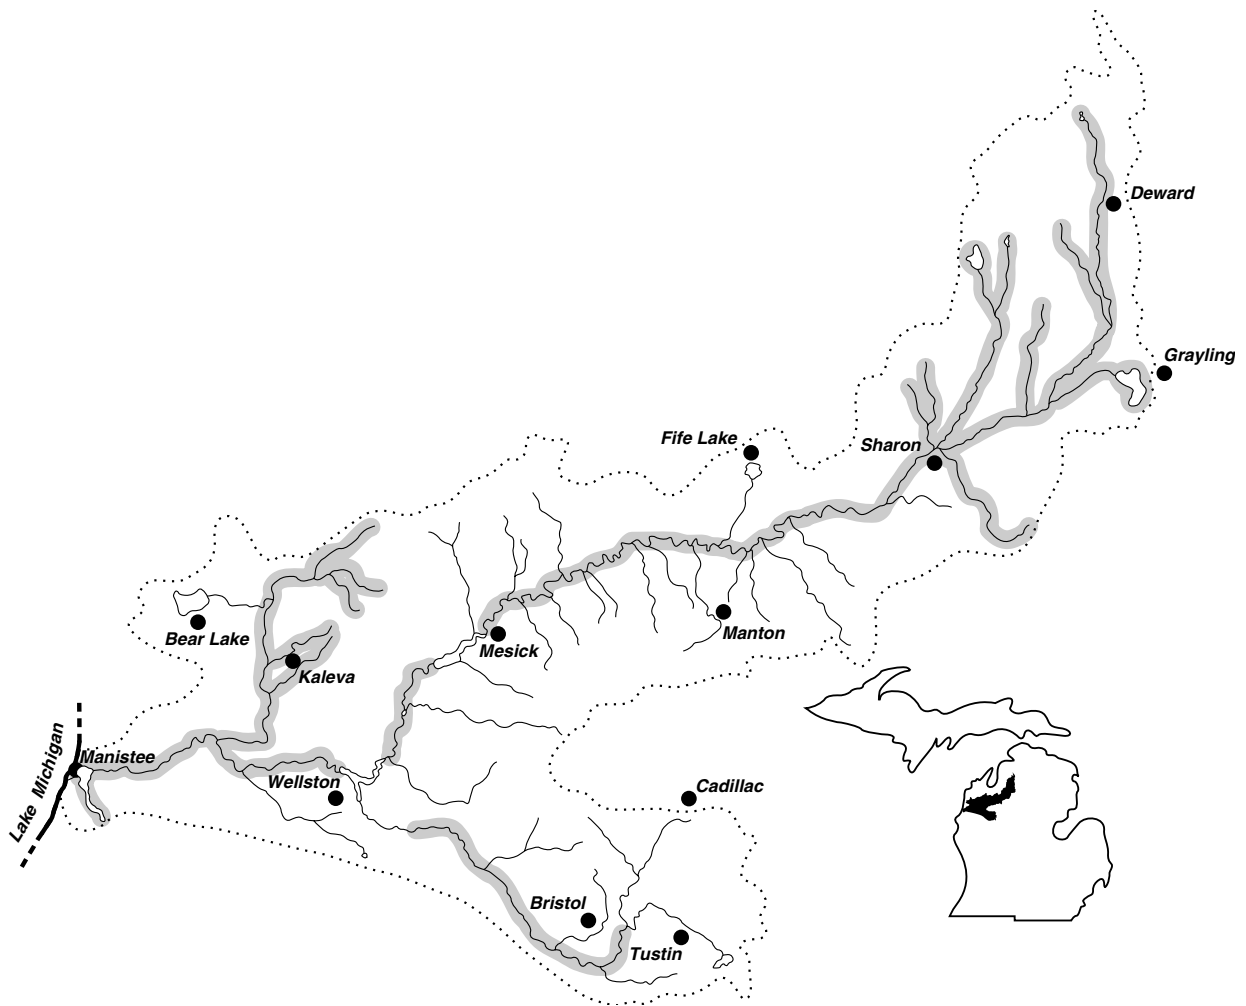 Deward
Grayling
Fife Lake
Sharon
Bear Lake
Kaleva
Mesick
Manton
Lake Michigan
Manistee
Wellston
Cadillac
Bristol
Tustin